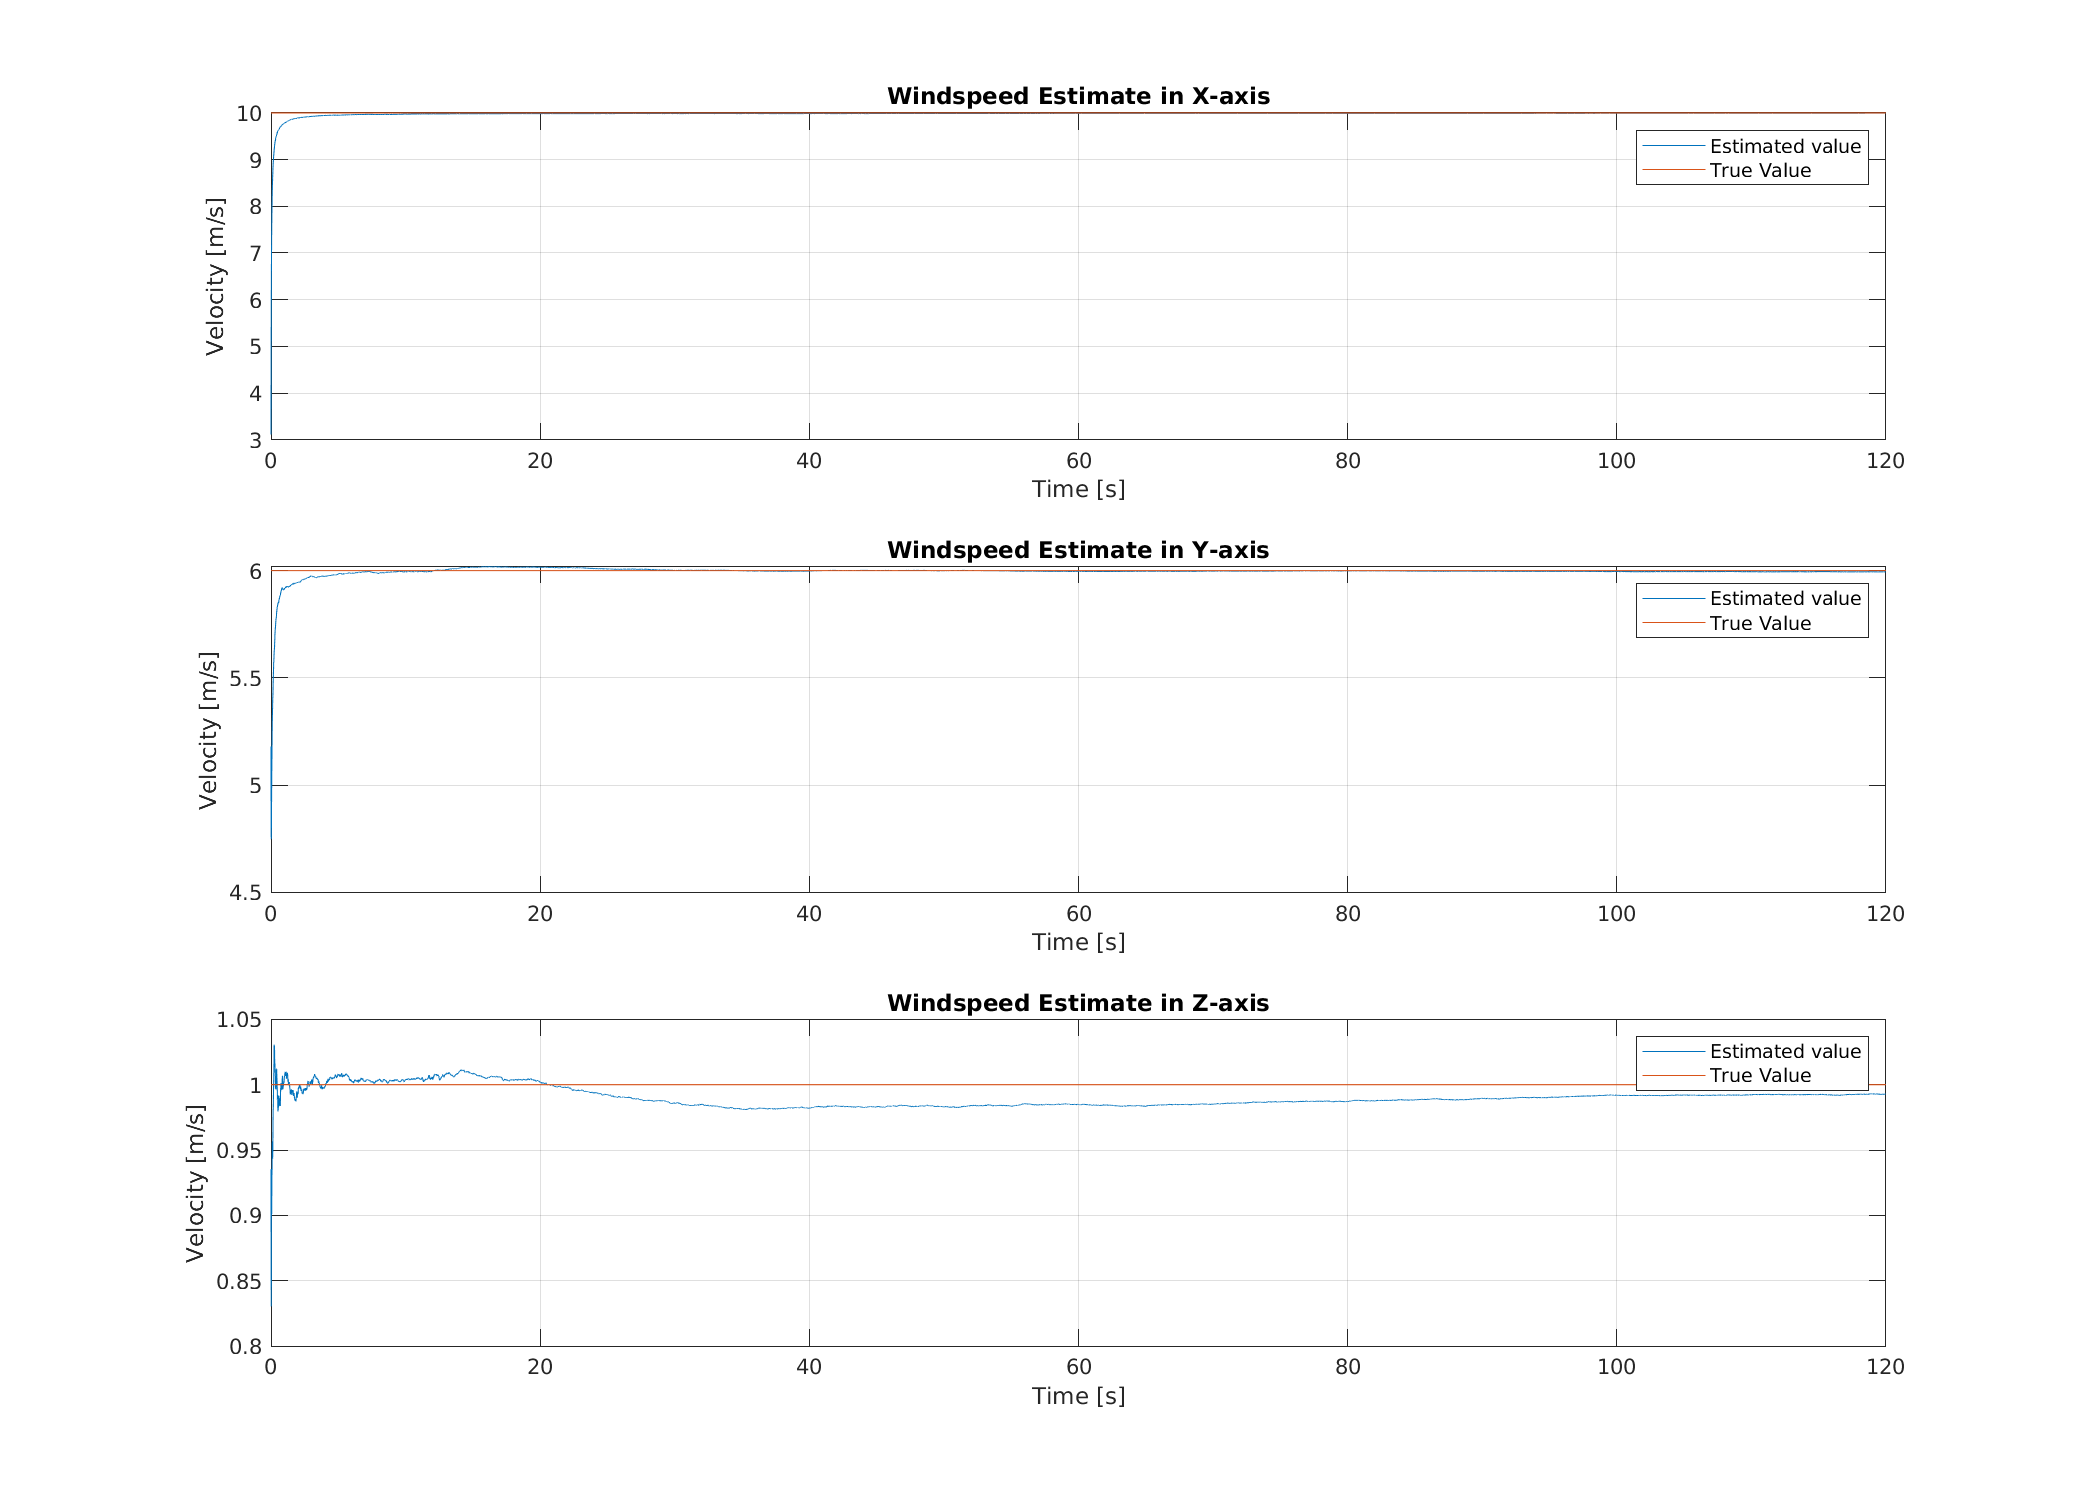 Windspeed Estimate in X-axis
10
9
8
7
6
5
4
3
Velocity [m/s]
Estimated value
True Value
0 20 40 60 80 100 120
Time [s]
Windspeed Estimate in Y-axis
6
5.5
5
4.5
Velocity [m/s]
Estimated value
True Value
0 20 40 60 80 100 120
Time [s]
Windspeed Estimate in Z-axis
1.05
1
0.95
0.9
0.85
0.8
Velocity [m/s]
Estimated value
True Value
0 20 40 60 80 100 120
Time [s]